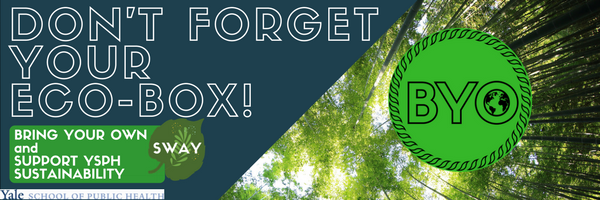 DON'T FORGET
YOUR
ECO-BOX!
BRING YOUR OWN
and
SUPPORT YSPH
SUSTAINABILITY
SWAY
Yale SCHOOL OF PUBLIC HEALTH
BYO